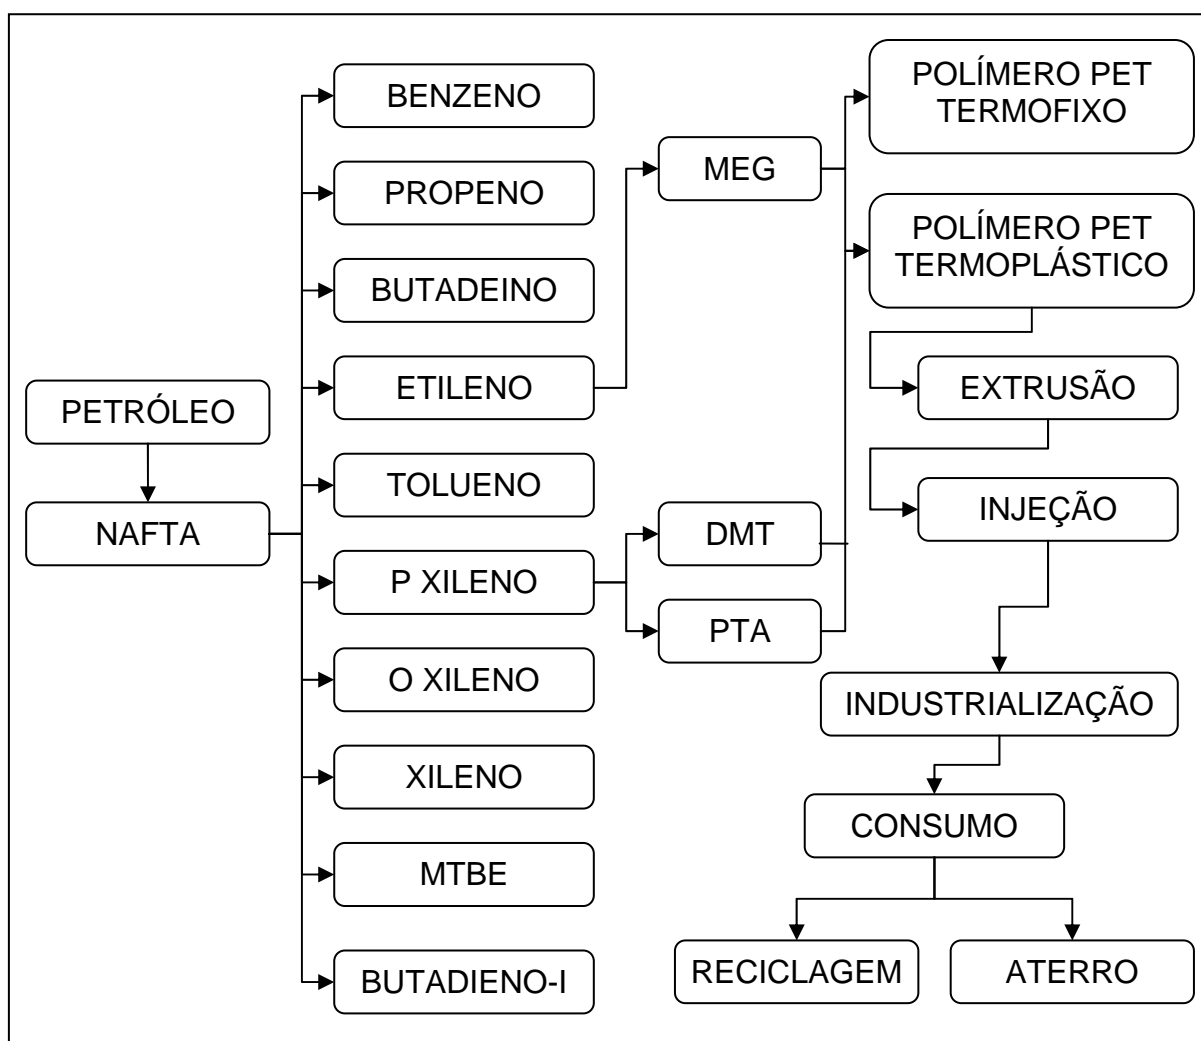 PETRÓLEO
NAFTA
BENZENO
PROPENO
BUTADEINO
ETILENO
TOLUENO
P XILENO
O XILENO
XILENO
MTBE
BUTADIENO-I
MEG
DMT
PTA
POLÍMERO PET
TERMOFIXO
POLÍMERO PET
TERMOPLÁSTICO
EXTRUSÃO
INJEÇÃO
INDUSTRIALIZAÇÃO
CONSUMO
RECICLAGEM
ATERRO